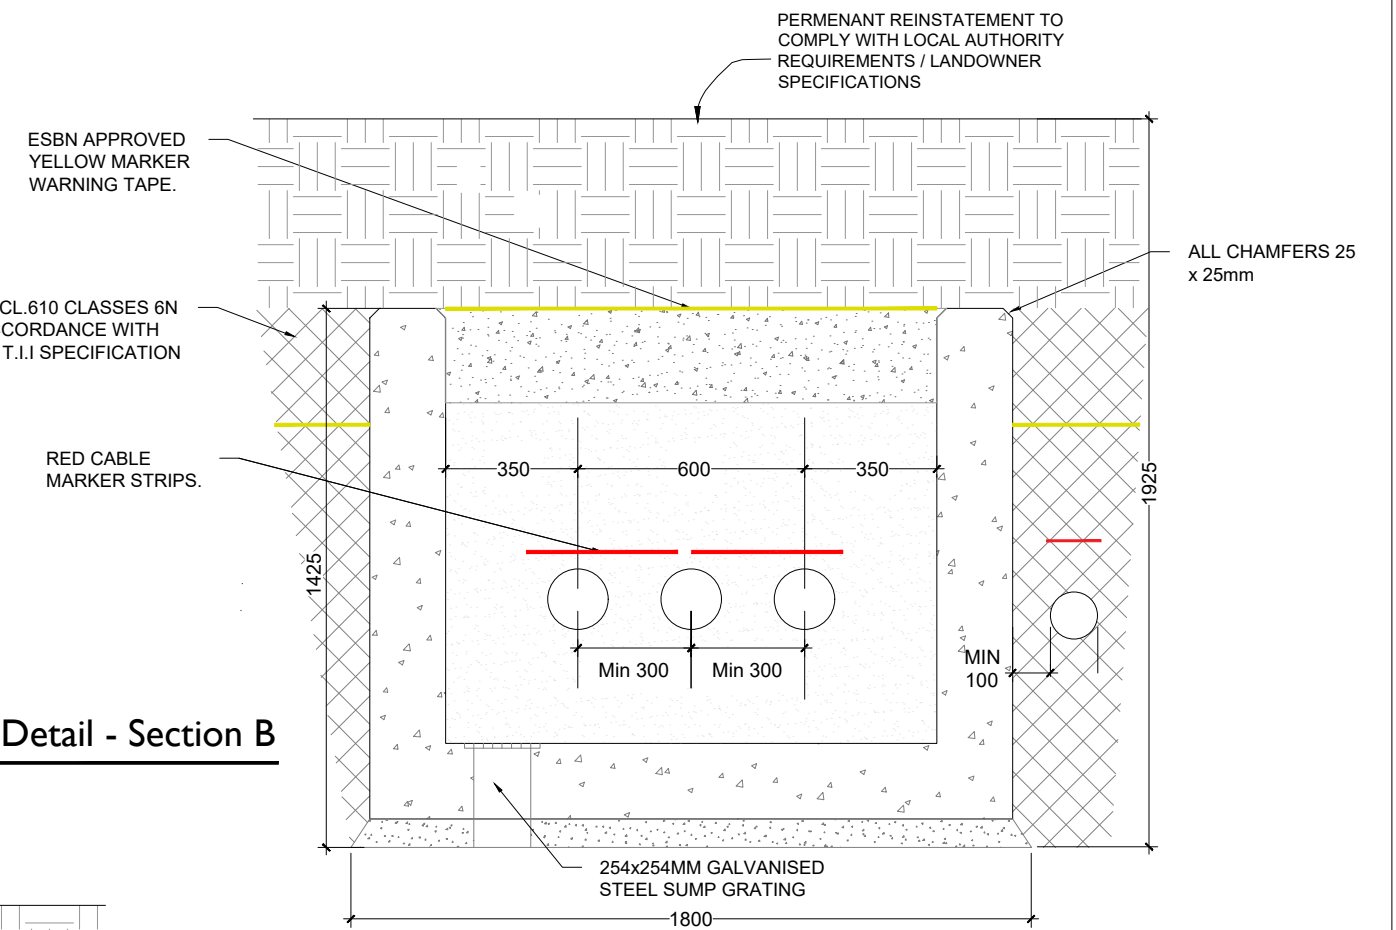 PERMENANT REINSTATEMENT TO
COMPLY WITH LOCAL AUTHORITY
REQUIREMENTS / LANDOWNER
SPECIFICATIONS
ESBN APPROVED
YELLOW MARKER
WARNING TAPE.
ALL CHAMFERS 25
x 25mm
CL.610 CLASSES 6N
CORDANCE WITH
T.I.I SPECIFICATION
RED CABLE
MARKER STRIPS.
350
600
350
1925
1425
Min 300
Min 300
MIN
100
Detail - Section B
254x254MM GALVANISED
STEEL SUMP GRATING
1800